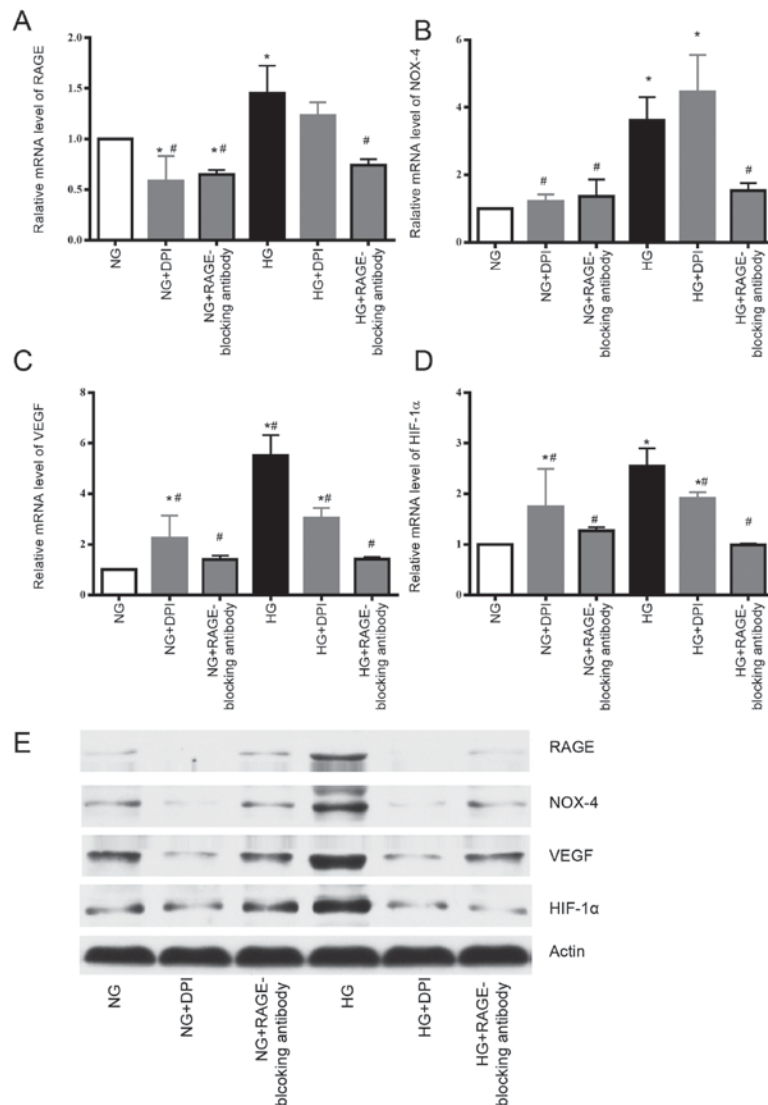 A
Ralative mRNA level of RAGE
2.0
1.5
1.0
0.5
0.0
* #
* #
*
#
NG
NG+DPI
NG+RAGE-
blocking antibody
HG
HG+DPI
HG+RAGE-
blocking antibody
B
Ralative mRNA level of NOX-4
6
4
2
0
#
#
*
*
#
NG
NG+DPI
NG+RAGE-
blocking antibody
HG
HG+DPI
HG+RAGE-
blocking antibody
C
Relative mRNA level of VEGF
8
6
4
2
0
*#
#
*#
*#
#
NG
NG+DPI
NG+RAGE-
blocking antibody
HG
HG+DPI
HG+RAGE-
blocking antibody
D
Relative mRNA level of HIF-1α
4
3
2
1
0
*#
#
*
*#
#
NG
NG+DPI
NG+RAGE-
blocking antibody
HG
HG+DPI
HG+RAGE-
blocking antibody
E
RAGE
NOX-4
VEGF
HIF-1α
Actin
NG
NG+DPI
NG+RAGE-
blcoking antibody
HG
HG+DPI
HG+RAGE-
blocking antibody